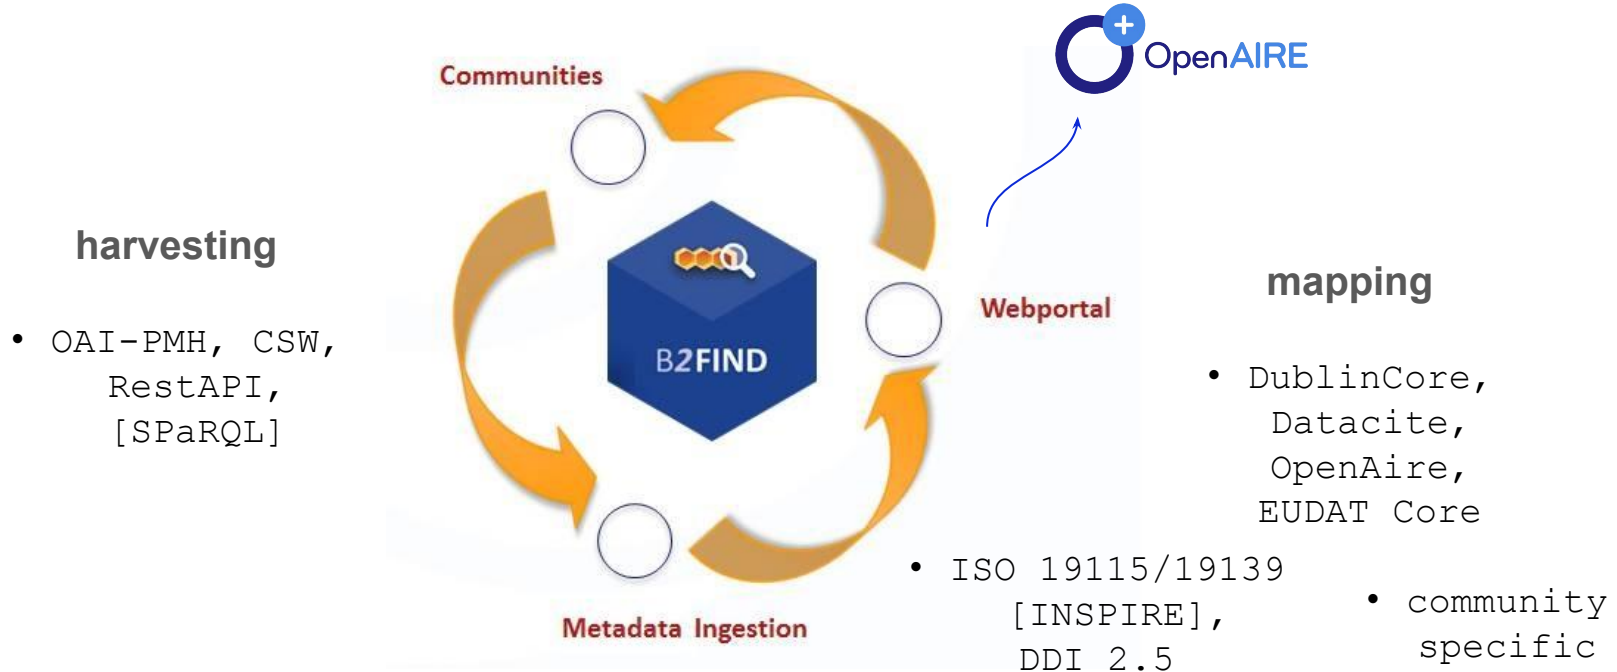 OpenAIRE
Communities
harvesting
• OAI-PMH, CSW,
RestAPI,
[SPaRQL]
B2FIND
Webportal
mapping
• DublinCore,
Datacite,
OpenAire,
EUDAT Core
• ISO 19115/19139
[INSPIRE],
DDI 2.5
• community
specific
Metadata Ingestion